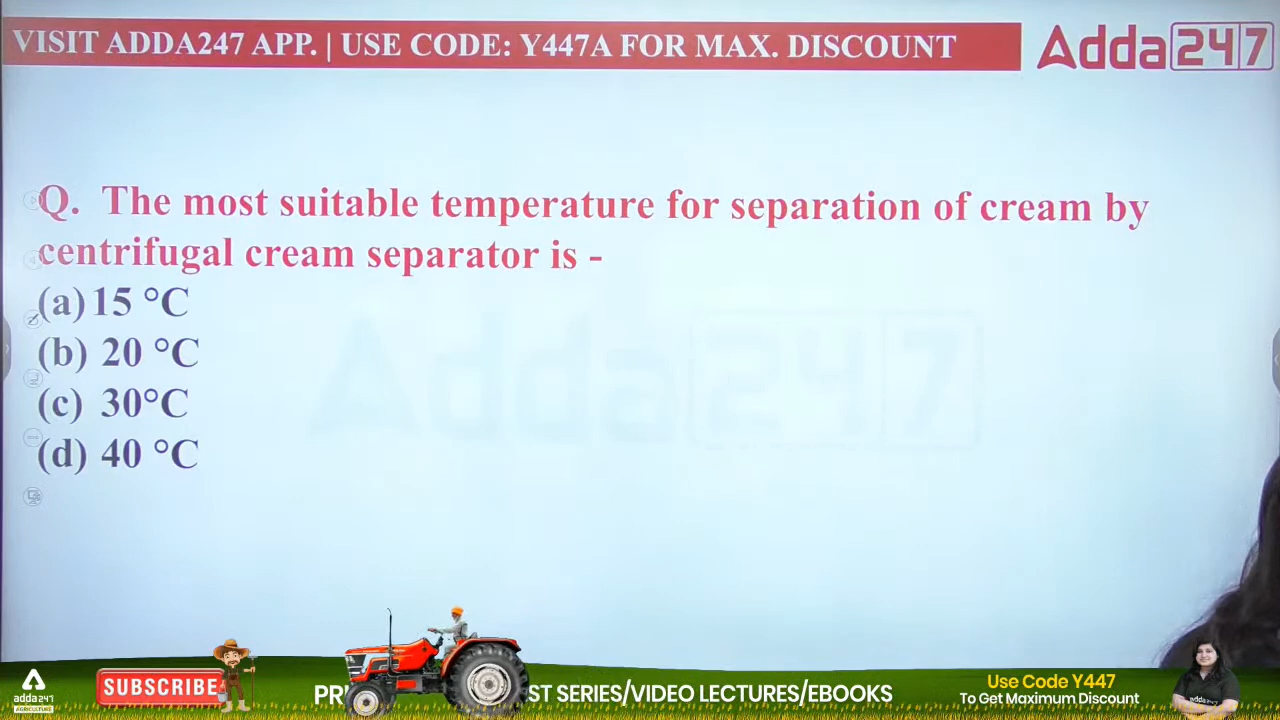 VISIT ADDA247 APP. | USE CODE: Y447A FOR MAX. DISCOUNT
Adda247
Q. The most suitable temperature for separation of cream by
centrifugal cream separator is -
(a) 15 °C
(b) 20 °C
(c) 30°C
(d) 40 °C
Adda247
adda247
AGRICULTURE
SUBSCRIBE
ST SERIES/VIDEO LECTURES/EBOOKS
Use Code Y447
To Get Maximum Discount